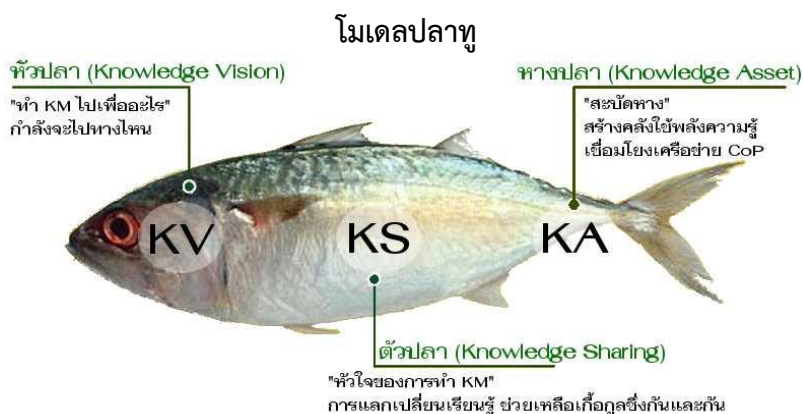 โมเดลปลาทู
หัวปลา (Knowledge Vision)
"ทำ KM ไปเพื่ออะไร"
กำลังจะไปทางไหน
หางปลา (Knowledge Asset)
"สะบัดหาง"
สร้างคลังใช้พลังความรู้
เชื่อมโยงเครือข่าย CoP
KV
KS
KA
ตัวปลา (Knowledge Sharing)
"หัวใจของการทำ KM"
การแลกเปลี่ยนเรียนรู้ ช่วยเหลือเกื้อกูลซึ่งกันและกัน